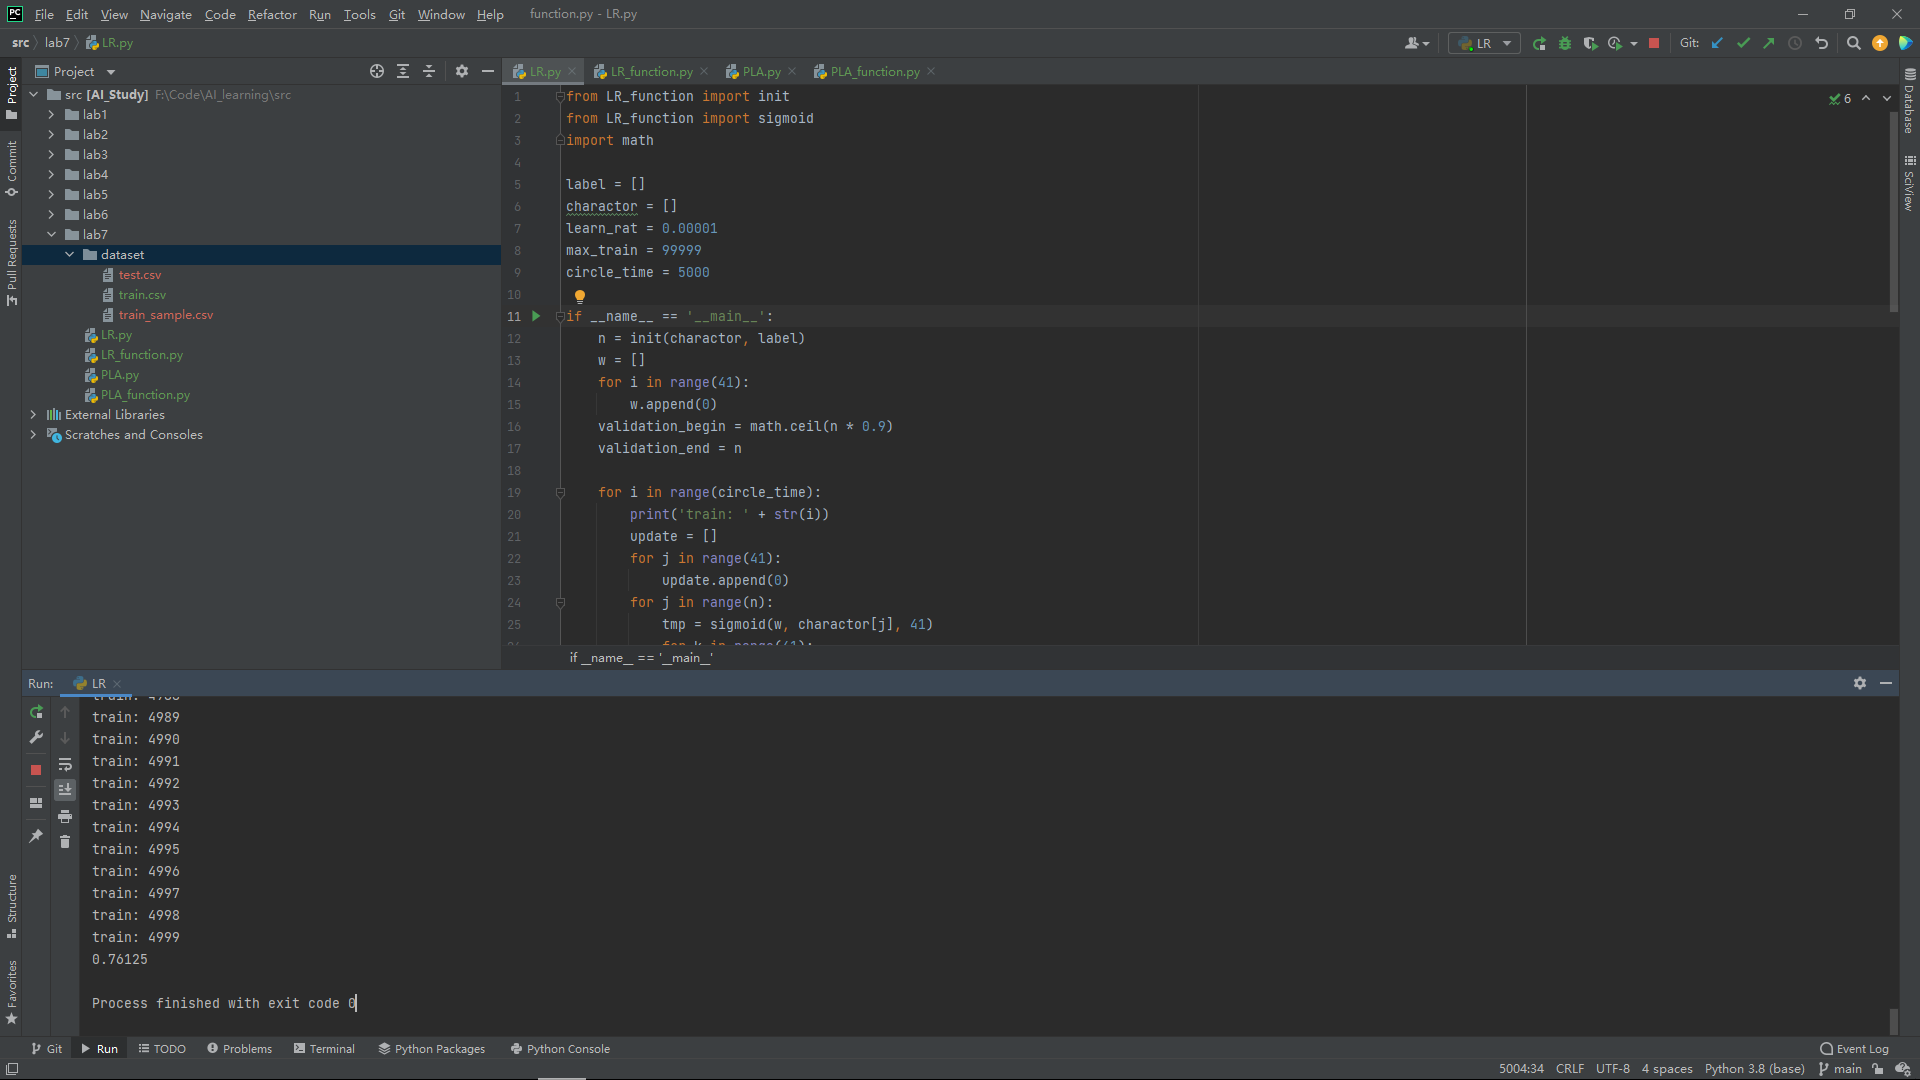 PC File Edit View Navigate Code Refactor Run Tools Git Window Help function.py - LR.py
src lab7 LR.py
LR Git:
Project
LR.py LR_function.py PLA.py PLA_function.py
src [AI_Study] F:\Code\AI_learning\src
lab1
lab2
lab3
lab4
lab5
lab6
lab7
dataset
test.csv
train.csv
train_sample.csv
LR.py
LR_function.py
PLA.py
PLA_function.py
External Libraries
Scratches and Consoles
Project
Commit
Pull Requests
Structure
Favorites
Database
SciView
6
1 from LR_function import init
2 from LR_function import sigmoid
3 import math
4
5 label = []
6 charactor = []
7 learn_rat = 0.00001
8 max_train = 99999
9 circle_time = 5000
10
11 if __name__ == '__main__':
12 n = init(charactor, label)
13 w = []
14 for i in range(41):
15 w.append(0)
16 validation_begin = math.ceil(n * 0.9)
17 validation_end = n
18
19 for i in range(circle_time):
20 print('train: ' + str(i))
21 update = []
22 for j in range(41):
23 update.append(0)
24 for j in range(n):
25 tmp = sigmoid(w, charactor[j], 41)
if __name__ == '__main__'
Run: LR
train: 4989
train: 4990
train: 4991
train: 4992
train: 4993
train: 4994
train: 4995
train: 4996
train: 4997
train: 4998
train: 4999
0.76125
Process finished with exit code 0
Git Run TODO Problems Terminal Python Packages Python Console Event Log
5004:34 CRLF UTF-8 4 spaces Python 3.8 (base) main